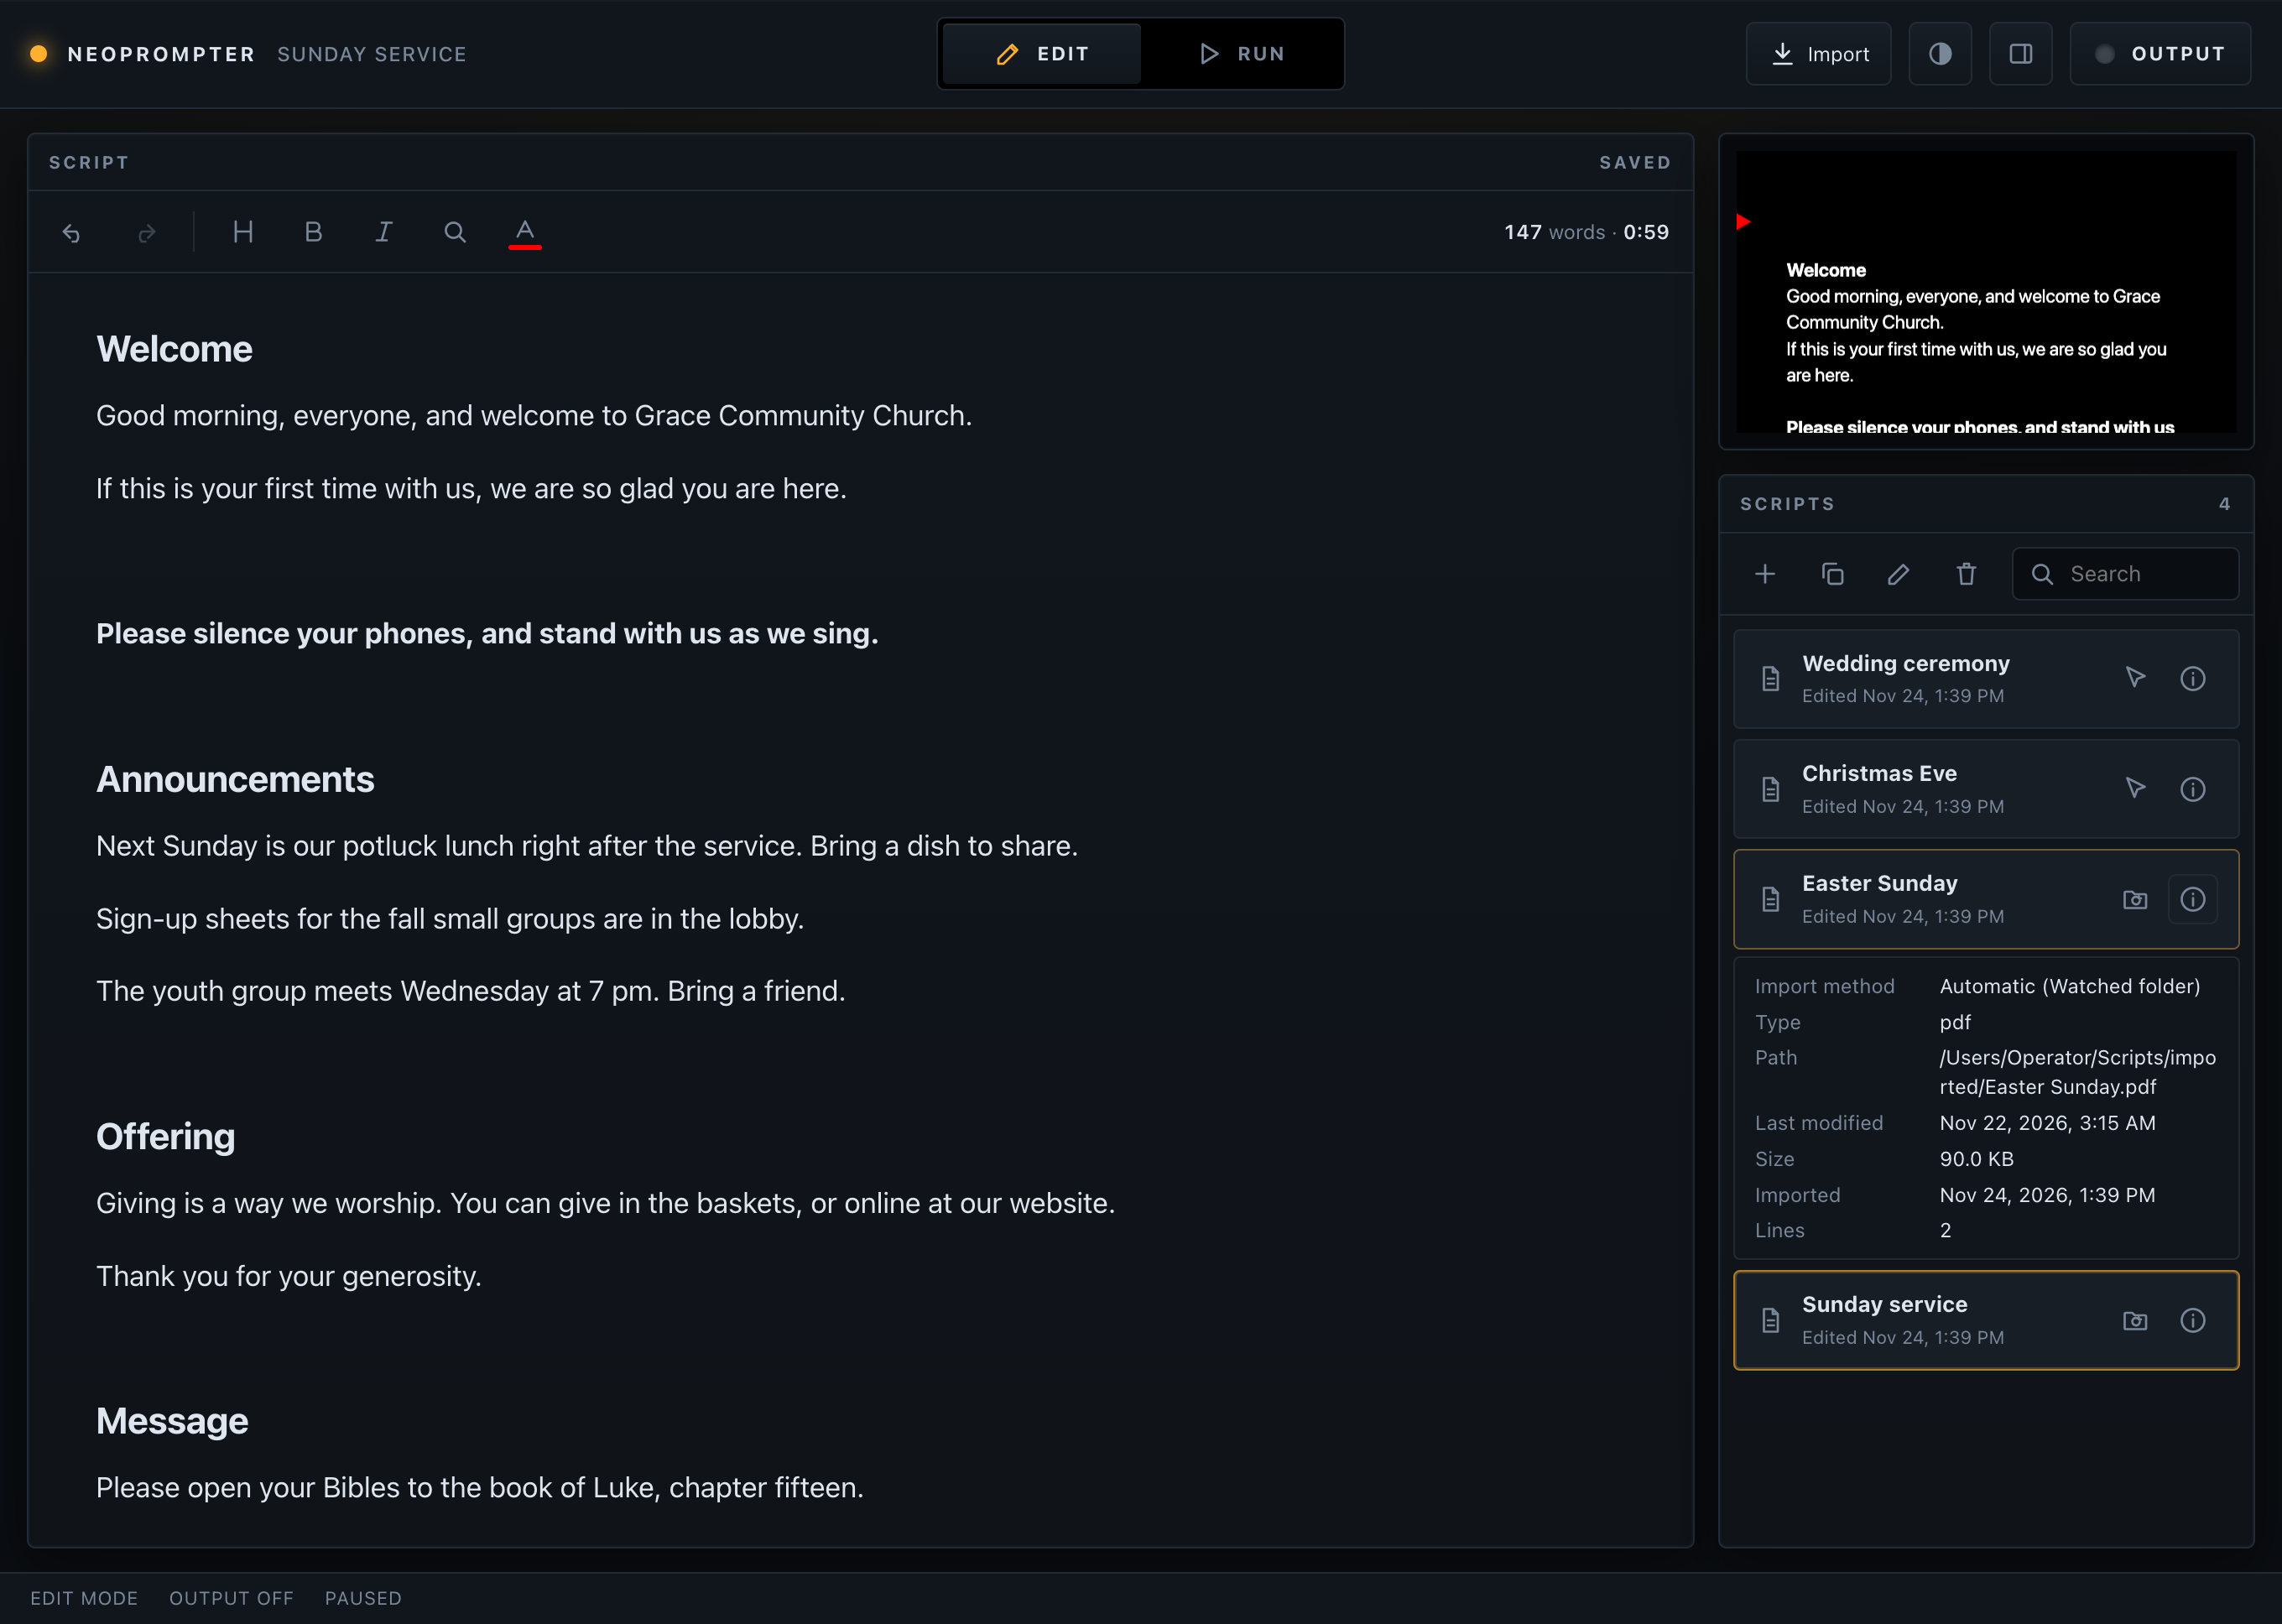 NEOPROMPTER SUNDAY SERVICE
EDIT
RUN
Import
OUTPUT
SCRIPT
SAVED
H B I A
147 words · 0:59
Welcome
Good morning, everyone, and welcome to Grace Community Church.
If this is your first time with us, we are so glad you are here.
Please silence your phones, and stand with us as we sing.
Announcements
Next Sunday is our potluck lunch right after the service. Bring a dish to share.
Sign-up sheets for the fall small groups are in the lobby.
The youth group meets Wednesday at 7 pm. Bring a friend.
Offering
Giving is a way we worship. You can give in the baskets, or online at our website.
Thank you for your generosity.
Message
Please open your Bibles to the book of Luke, chapter fifteen.
Welcome
Good morning, everyone, and welcome to Grace
Community Church.
If this is your first time with us, we are so glad you
are here.
Please silence your phones, and stand with us
SCRIPTS
4
Search
Wedding ceremony
Edited Nov 24, 1:39 PM
Christmas Eve
Edited Nov 24, 1:39 PM
Easter Sunday
Edited Nov 24, 1:39 PM
Import method Automatic (Watched folder)
Type pdf
Path /Users/Operator/Scripts/impo
rted/Easter Sunday.pdf
Last modified Nov 22, 2026, 3:15 AM
Size 90.0 KB
Imported Nov 24, 2026, 1:39 PM
Lines 2
Sunday service
Edited Nov 24, 1:39 PM
EDIT MODE OUTPUT OFF PAUSED